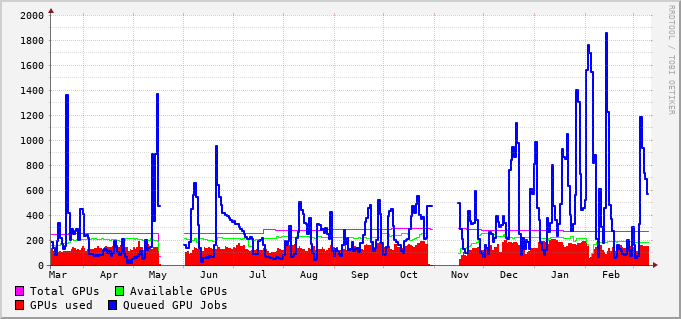 2000
1800
1600
1400
1200
1000
800
600
400
200
0
Mar Apr May Jun Jul Aug Sep Oct Nov Dec Jan Feb
RRDTOOL / TOBI OETIKER
Total GPUs Available GPUs
GPUs used Queued GPU Jobs